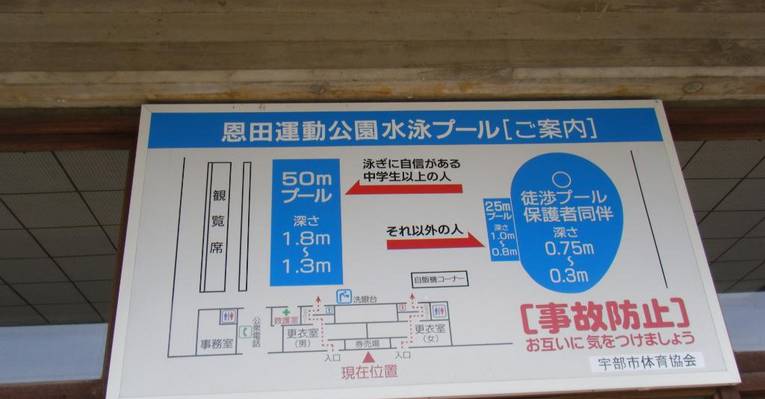 恩田運動公園水泳プール[ご案内]
観覧席
50m
プール
深さ
1.8m
〜
1.3m
泳ぎに自信がある
中学生以上の人
それ以外の人
25m
プール
深さ
1.0m
〜
0.8m
徒渉プール
保護者同伴
深さ
0.75m
〜
0.3m
自販機コーナー
洗眼台
事務室
公衆電話
救護室
更衣室
(男)
券売場
更衣室
(女)
入口
入口
現在位置
[事故防止]
お互いに気をつけましょう
宇部市体育協会